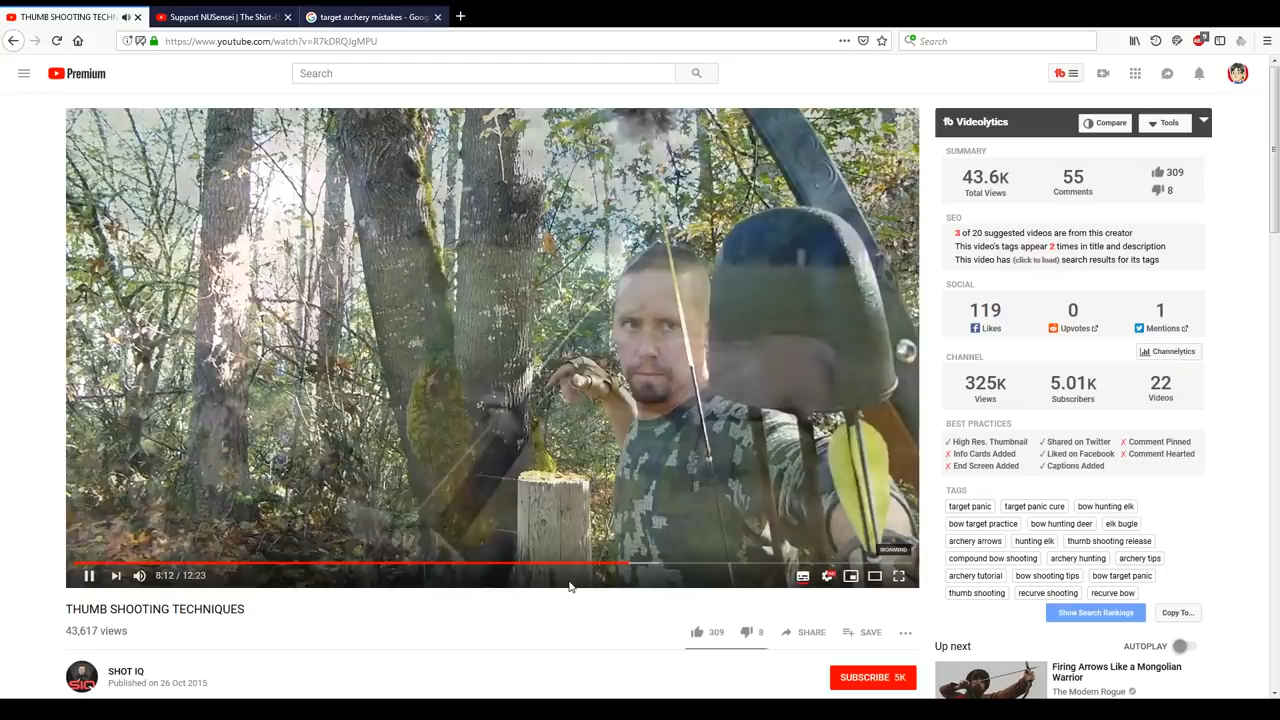 THUMB SHOOTING TECHN
Support NUSensei | The Shirt-C
target archery mistakes - Goog
https://www.youtube.com/watch?v=R7kDRQJgMPU
Search
9
Premium
Search
tb
tb Videolytics
Compare
Tools
SUMMARY
43.6K
Total Views
55
Comments
309
8
SEO
3 of 20 suggested videos are from this creator
This video's tags appear 2 times in title and description
This video has (click to load) search results for its tags
SOCIAL
119
Likes
0
Upvotes
1
Mentions
Channelytics
CHANNEL
325K
Views
5.01K
Subscribers
22
Videos
BEST PRACTICES
✓ High Res. Thumbnail
✓ Shared on Twitter
✗ Comment Pinned
✗ Info Cards Added
✓ Liked on Facebook
✗ Comment Hearted
✗ End Screen Added
✓ Captions Added
TAGS
target panic
target panic cure
bow hunting elk
bow target practice
bow hunting deer
elk bugle
archery arrows
hunting elk
thumb shooting release
compound bow shooting
archery hunting
archery tips
archery tutorial
bow shooting tips
bow target panic
thumb shooting
recurve shooting
recurve bow
Show Search Rankings
Copy To...
IRONMIND
8:12 / 12:23
HD
THUMB SHOOTING TECHNIQUES
43,617 views
309
8
SHARE
SAVE
SIQ
SHOT IQ
Published on 26 Oct 2015
SUBSCRIBE 5K
Up next
AUTOPLAY
Firing Arrows Like a Mongolian
Warrior
The Modern Rogue